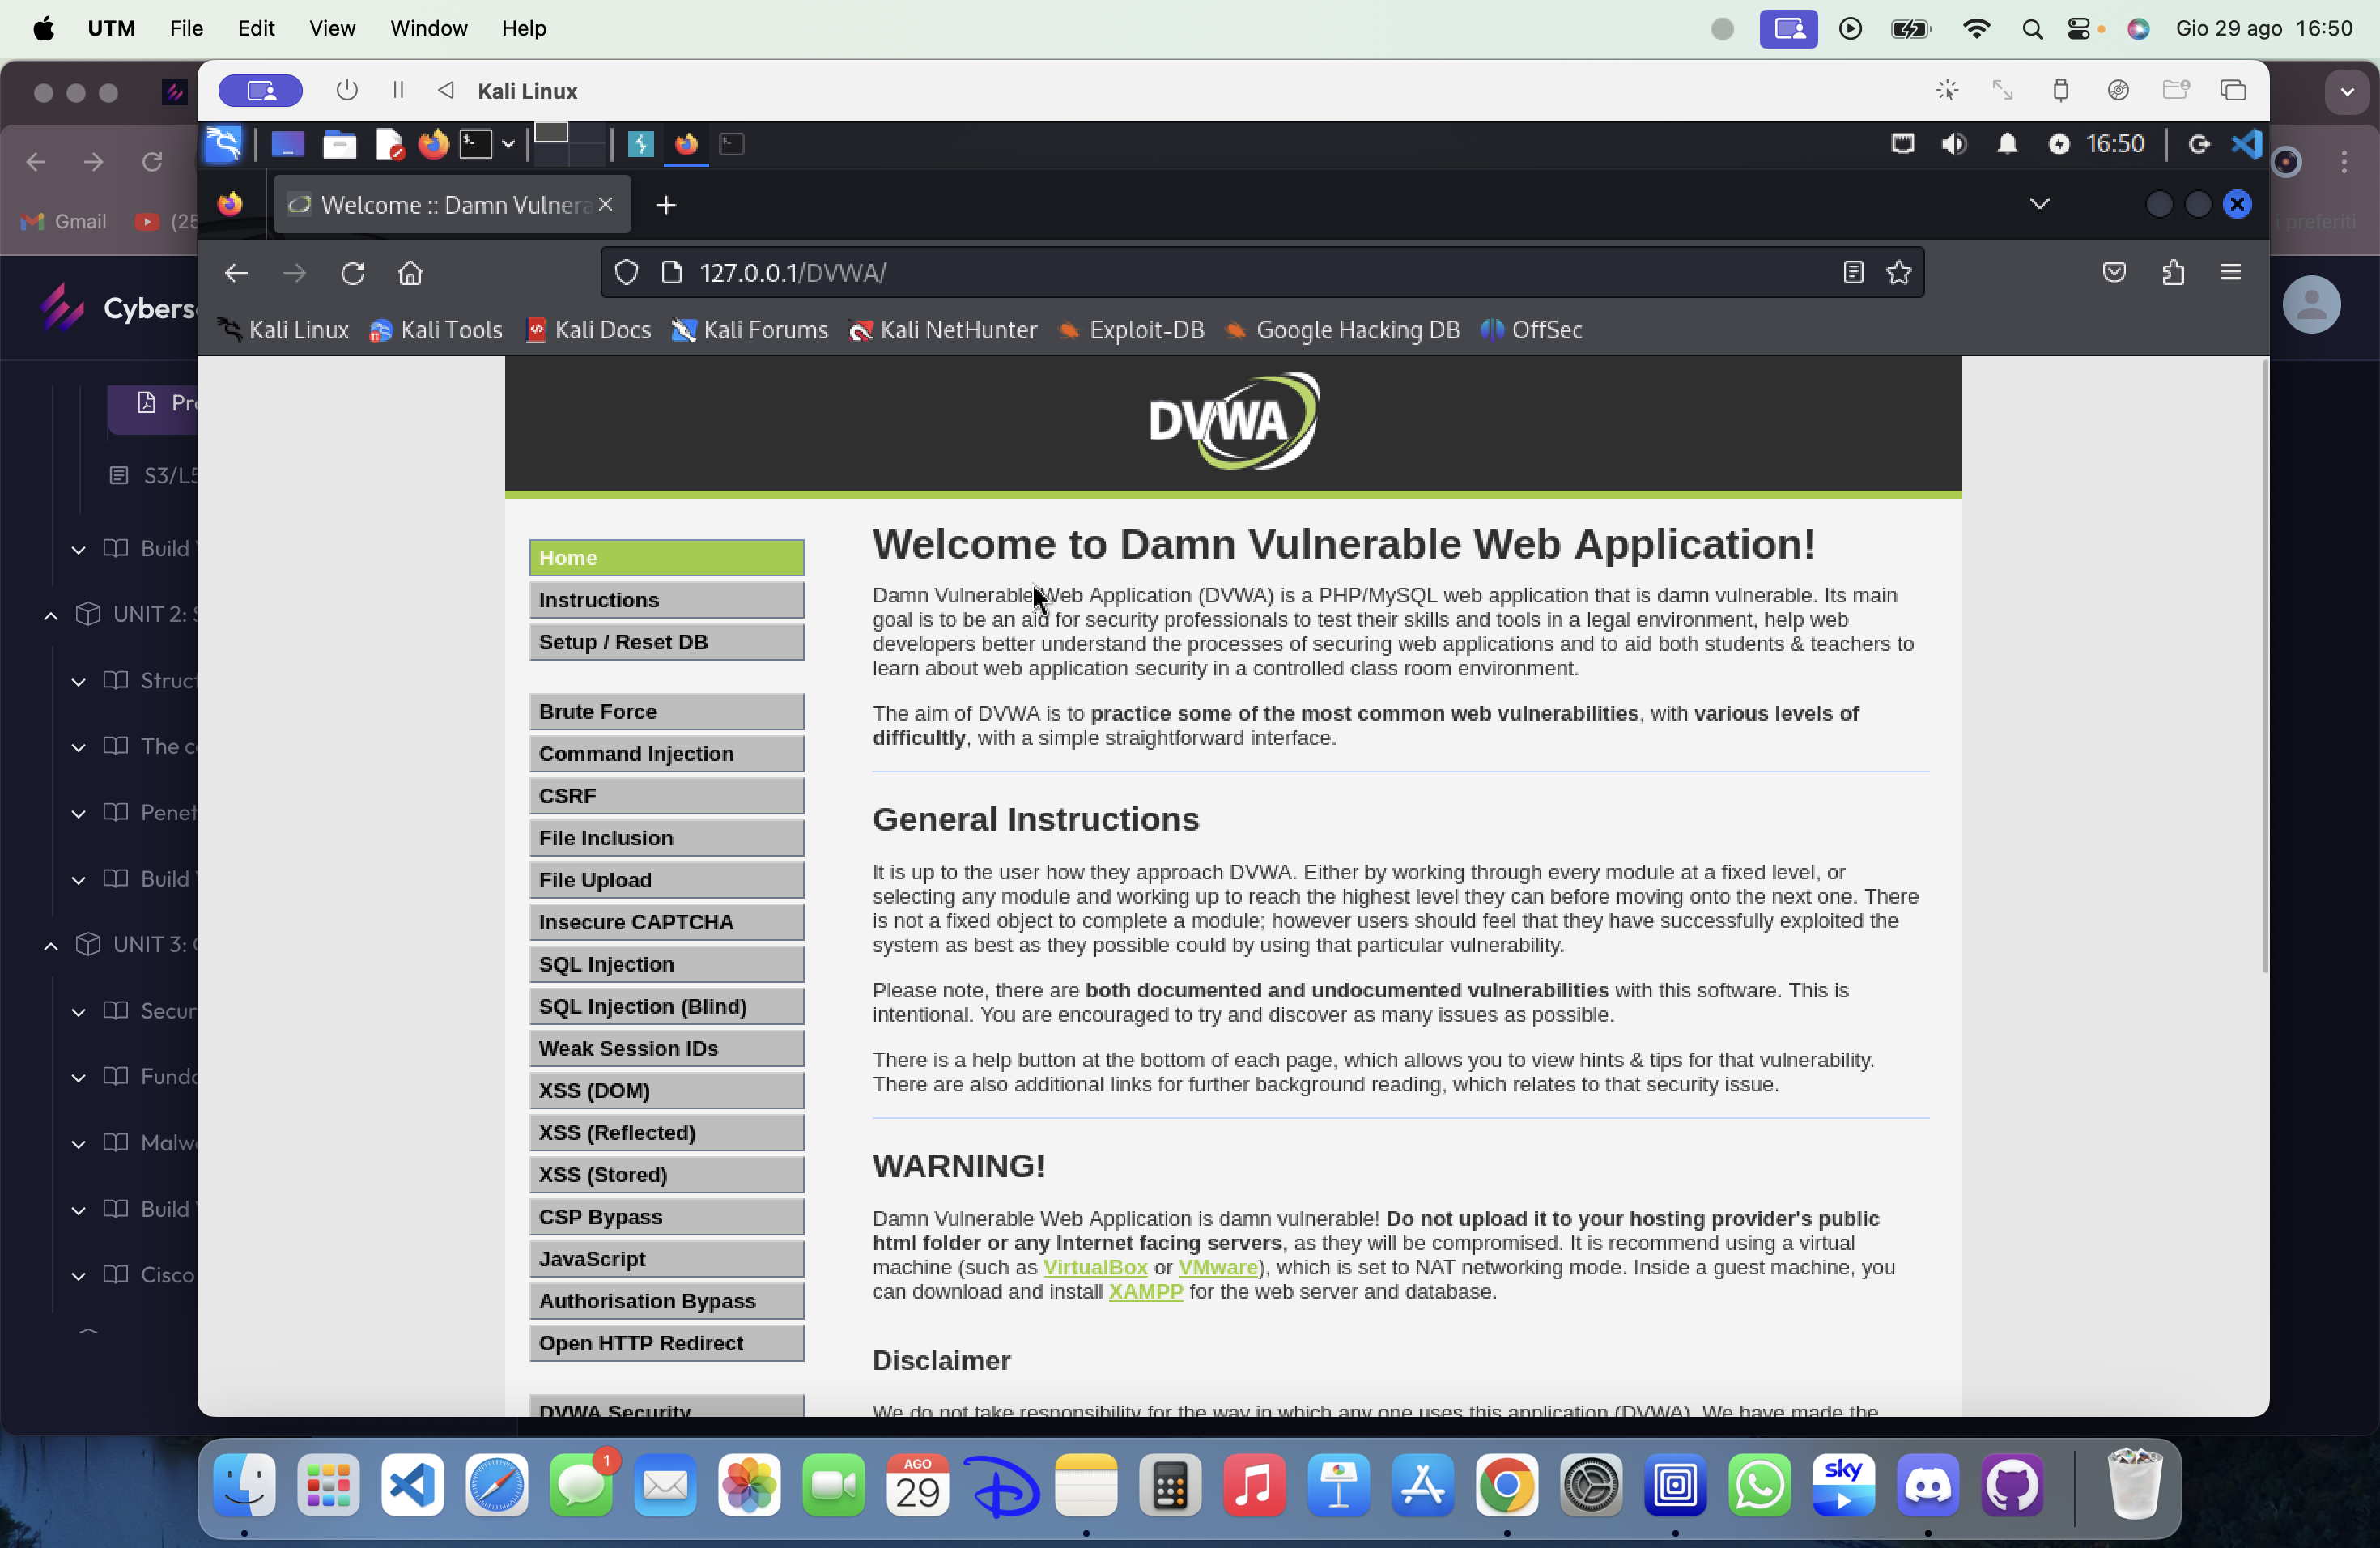 UTM File Edit View Window Help Gio 29 ago 16:50
Kali Linux
16:50
Welcome :: Damn Vulnera
127.0.0.1/DVWA/
Gmail (25 i preferiti
Kali Linux Kali Tools Kali Docs Kali Forums Kali NetHunter Exploit-DB Google Hacking DB OffSec
Cyberse
Pro
S3/L5
Build
UNIT 2: S
Struct
The c
Penet
Build
UNIT 3: C
Secur
Funda
Malwa
Build
Cisco
DVWA
Home
Instructions
Setup / Reset DB
Brute Force
Command Injection
CSRF
File Inclusion
File Upload
Insecure CAPTCHA
SQL Injection
SQL Injection (Blind)
Weak Session IDs
XSS (DOM)
XSS (Reflected)
XSS (Stored)
CSP Bypass
JavaScript
Authorisation Bypass
Open HTTP Redirect
DVWA Security
Welcome to Damn Vulnerable Web Application!
Damn Vulnerable Web Application (DVWA) is a PHP/MySQL web application that is damn vulnerable. Its main
goal is to be an aid for security professionals to test their skills and tools in a legal environment, help web
developers better understand the processes of securing web applications and to aid both students & teachers to
learn about web application security in a controlled class room environment.
The aim of DVWA is to practice some of the most common web vulnerabilities, with various levels of
difficultly, with a simple straightforward interface.
General Instructions
It is up to the user how they approach DVWA. Either by working through every module at a fixed level, or
selecting any module and working up to reach the highest level they can before moving onto the next one. There
is not a fixed object to complete a module; however users should feel that they have successfully exploited the
system as best as they possible could by using that particular vulnerability.
Please note, there are both documented and undocumented vulnerabilities with this software. This is
intentional. You are encouraged to try and discover as many issues as possible.
There is a help button at the bottom of each page, which allows you to view hints & tips for that vulnerability.
There are also additional links for further background reading, which relates to that security issue.
WARNING!
Damn Vulnerable Web Application is damn vulnerable! Do not upload it to your hosting provider's public
html folder or any Internet facing servers, as they will be compromised. It is recommend using a virtual
machine (such as VirtualBox or VMware), which is set to NAT networking mode. Inside a guest machine, you
can download and install XAMPP for the web server and database.
Disclaimer
We do not take responsibility for the way in which any one uses this application (DVWA). We have made the
1
AGO
29
sky